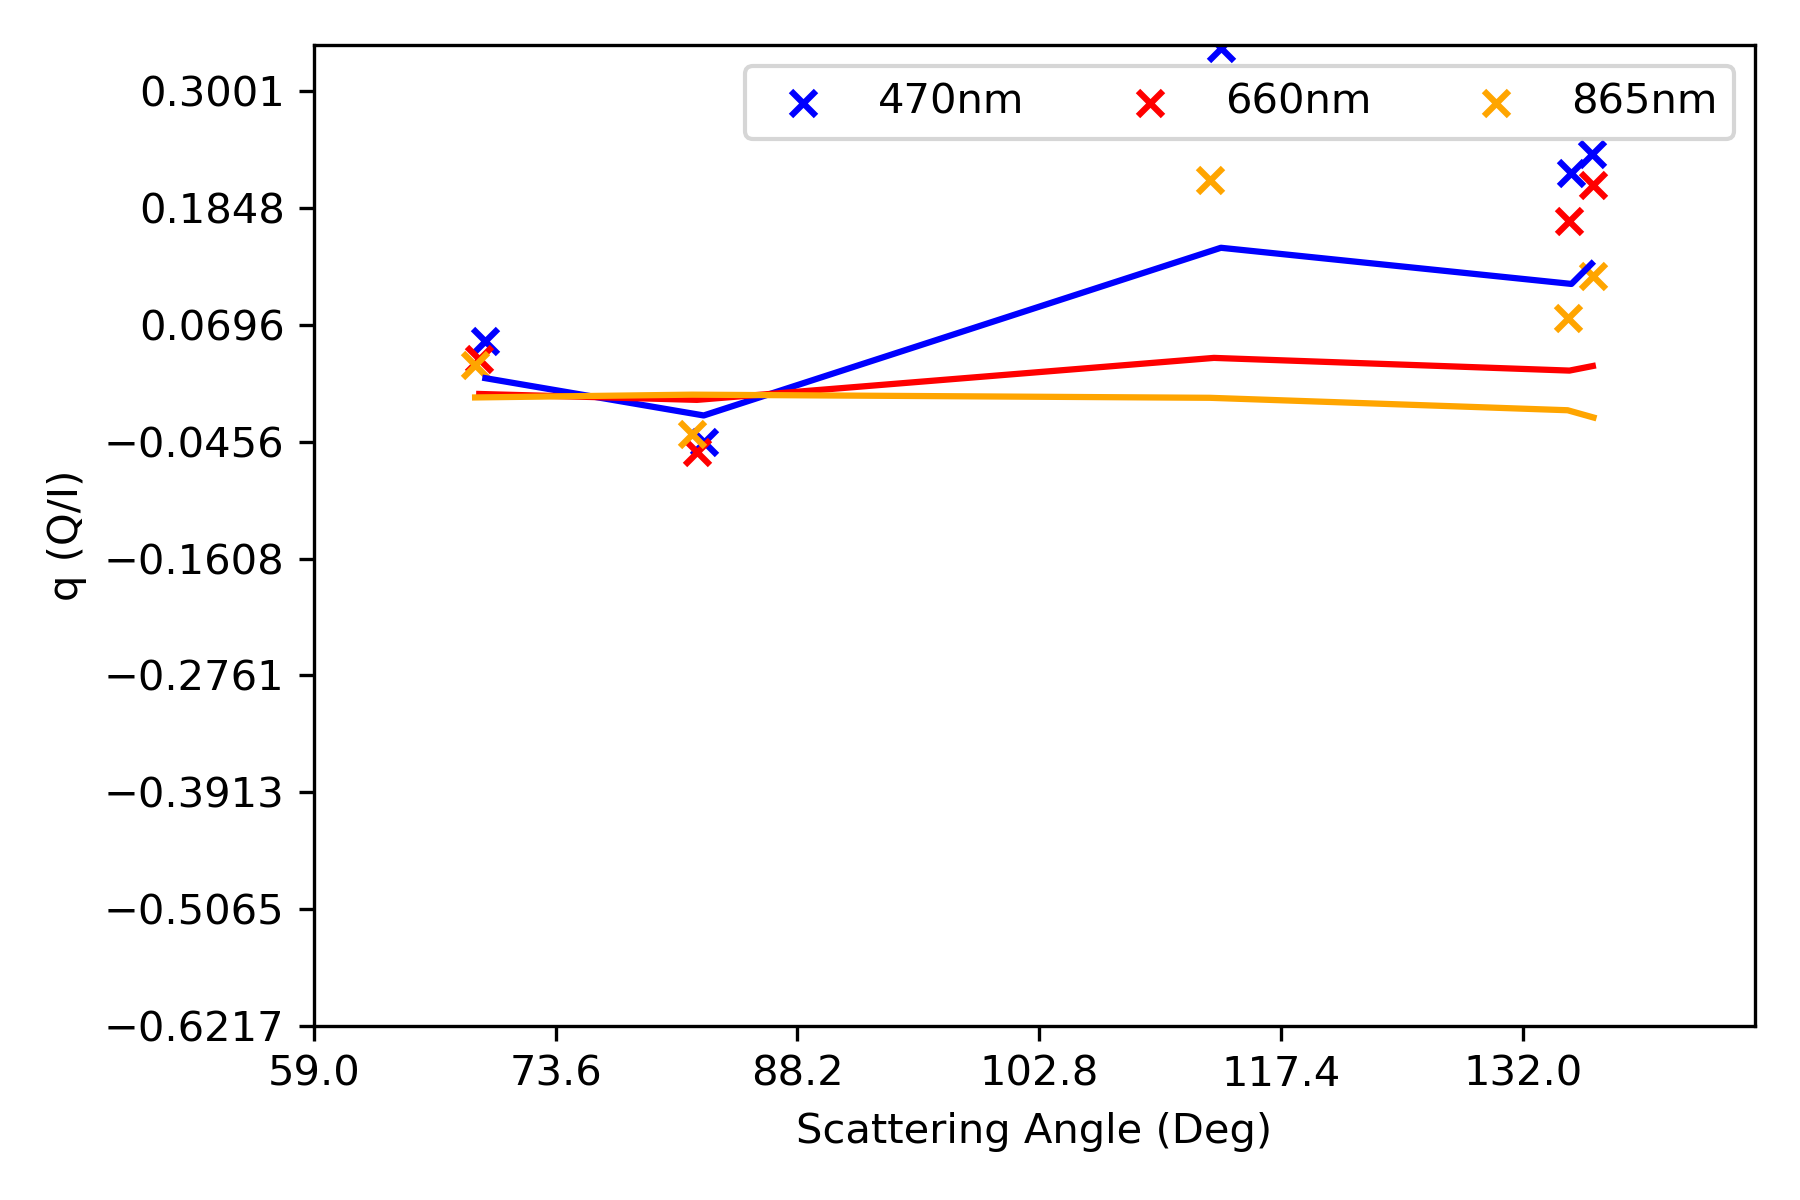 470nm 660nm 865nm
0.3001
0.1848
0.0696
−0.0456
−0.1608
−0.2761
−0.3913
−0.5065
−0.6217
q (Q/I)
59.0 73.6 88.2 102.8 117.4 132.0
Scattering Angle (Deg)